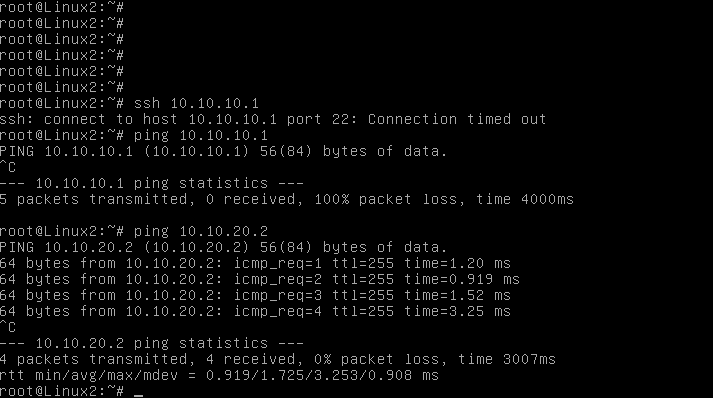 root@Linux2:~#
root@Linux2:~#
root@Linux2:~#
root@Linux2:~#
root@Linux2:~#
root@Linux2:~#
root@Linux2:~# ssh 10.10.10.1
ssh: connect to host 10.10.10.1 port 22: Connection timed out
root@Linux2:~# ping 10.10.10.1
PING 10.10.10.1 (10.10.10.1) 56(84) bytes of data.
^C
--- 10.10.10.1 ping statistics ---
5 packets transmitted, 0 received, 100% packet loss, time 4000ms

root@Linux2:~# ping 10.10.20.2
PING 10.10.20.2 (10.10.20.2) 56(84) bytes of data.
64 bytes from 10.10.20.2: icmp_req=1 ttl=255 time=1.20 ms
64 bytes from 10.10.20.2: icmp_req=2 ttl=255 time=0.919 ms
64 bytes from 10.10.20.2: icmp_req=3 ttl=255 time=1.52 ms
64 bytes from 10.10.20.2: icmp_req=4 ttl=255 time=3.25 ms
^C
--- 10.10.20.2 ping statistics ---
4 packets transmitted, 4 received, 0% packet loss, time 3007ms
rtt min/avg/max/mdev = 0.919/1.725/3.253/0.908 ms
root@Linux2:~# _